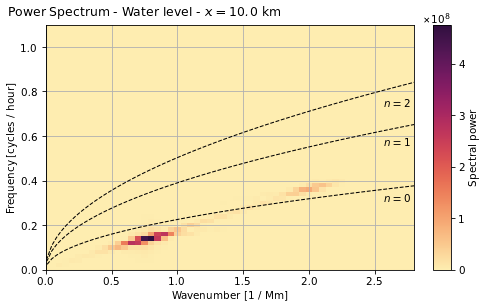 Power Spectrum - Water level - x = 10.0 km
×10⁸
1.0
0.8
0.6
0.4
0.2
0.0
Frequency [cycles / hour]
n = 2
n = 1
n = 0
0.0 0.5 1.0 1.5 2.0 2.5
Wavenumber [1 / Mm]
4
3
2
1
0
Spectral power